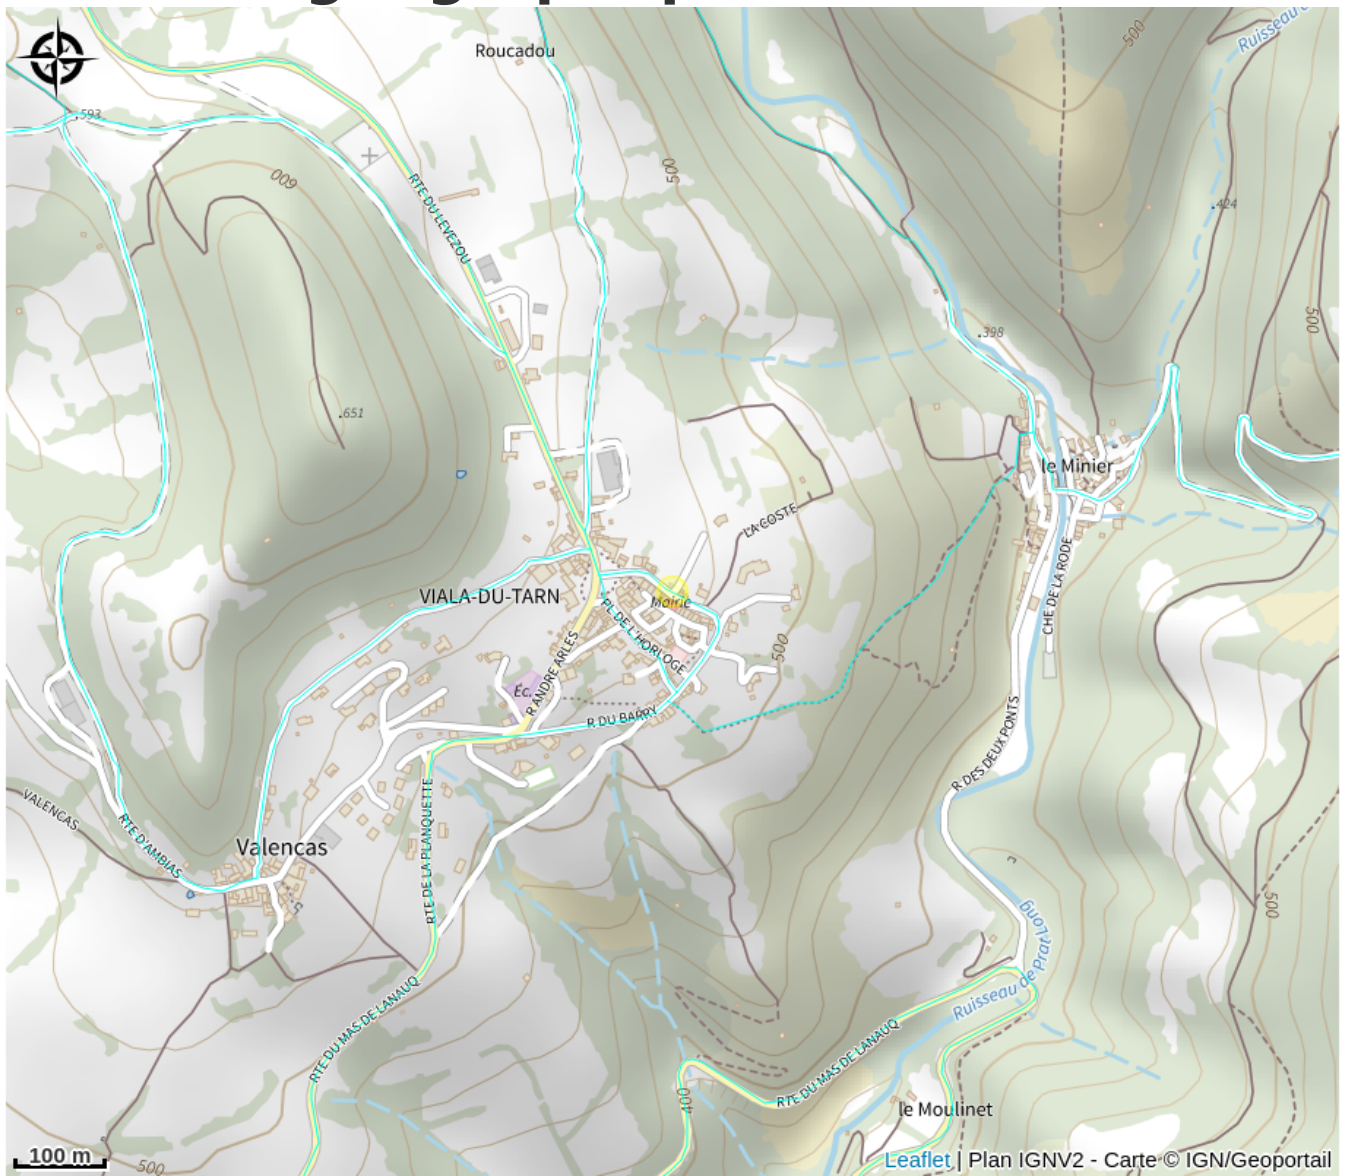 Roucadou
500
Ruisseau
593
600
500
RTE DU LEVEZOU
424
398
500
651
le Minier
LA COSTE
VIALA-DU-TARN
Mairie
PL DE L'HORLOGE
CHE DE LA RODE
500
R ANDRE ARLES
Éc.
R DU BARRY
R DES DEUX PONTS
VALENCAS
RTE D'AMBIAS
Valencas
RTE DE LA PLANQUETTE
500
Ruisseau de Prat Long
RTE DU MAS DE LANAUQ
RTE DU MAS DE LANAUQ
400
le Moulinet
100 m
500
Leaflet | Plan IGNV2 - Carte © IGN/Geoportail